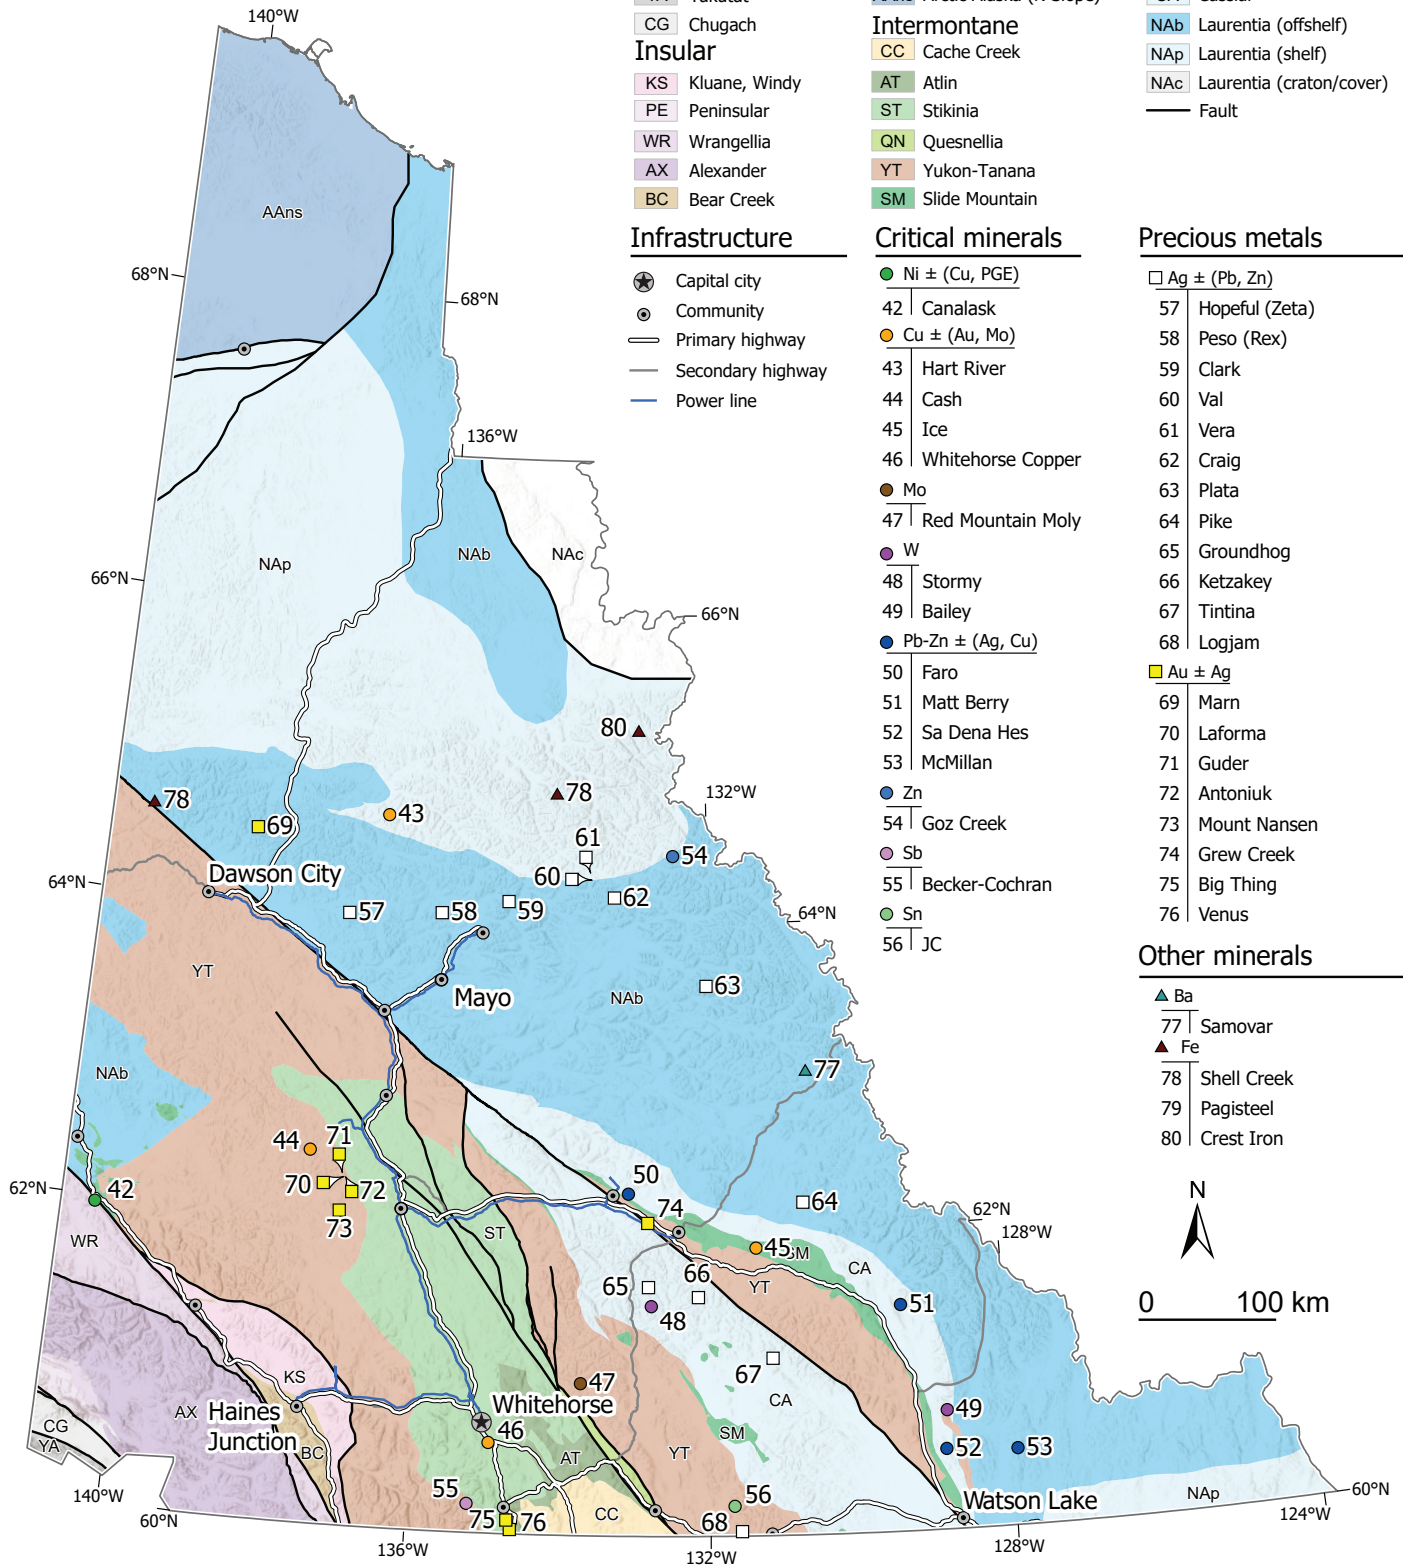 YA Yakutat
CG Chugach
Insular
KS Kluane, Windy
PE Peninsular
WR Wrangellia
AX Alexander
BC Bear Creek
Intermontane
CC Cache Creek
AT Atlin
ST Stikinia
QN Quesnellia
YT Yukon-Tanana
SM Slide Mountain
NAb Laurentia (offshelf)
NAp Laurentia (shelf)
NAc Laurentia (craton/cover)
Fault
Infrastructure
Capital city
Community
Primary highway
Secondary highway
Power line
Critical minerals
Ni ± (Cu, PGE)
42 Canalask
Cu ± (Au, Mo)
43 Hart River
44 Cash
45 Ice
46 Whitehorse Copper
Mo
47 Red Mountain Moly
W
48 Stormy
49 Bailey
Pb-Zn ± (Ag, Cu)
50 Faro
51 Matt Berry
52 Sa Dena Hes
53 McMillan
Zn
54 Goz Creek
Sb
55 Becker-Cochran
Sn
56 JC
Precious metals
Ag ± (Pb, Zn)
57 Hopeful (Zeta)
58 Peso (Rex)
59 Clark
60 Val
61 Vera
62 Craig
63 Plata
64 Pike
65 Groundhog
66 Ketzakey
67 Tintina
68 Logjam
Au ± Ag
69 Marn
70 Laforma
71 Guder
72 Antoniuk
73 Mount Nansen
74 Grew Creek
75 Big Thing
76 Venus
Other minerals
Ba
77 Samovar
Fe
78 Shell Creek
79 Pagisteel
80 Crest Iron
N
0 100 km
140°W
AAns
68°N
68°N
136°W
NAp
NAb
NAc
66°N
66°N
80
78
78
132°W
69
43
61
54
60
64°N
Dawson City
57
58
59
62
64°N
YT
Mayo
NAb
63
NAb
77
44
71
70
72
73
50
62°N
42
64
74
62°N
128°W
WR
ST
45
SM
CA
65
66
YT
48
51
67
KS
47
CA
AX
Haines
Junction
Whitehorse
49
CG
YA
BC
46
SM
52
53
AT
YT
140°W
55
56
Watson Lake
NAp
60°N
60°N
75
76
CC
68
124°W
136°W
132°W
128°W